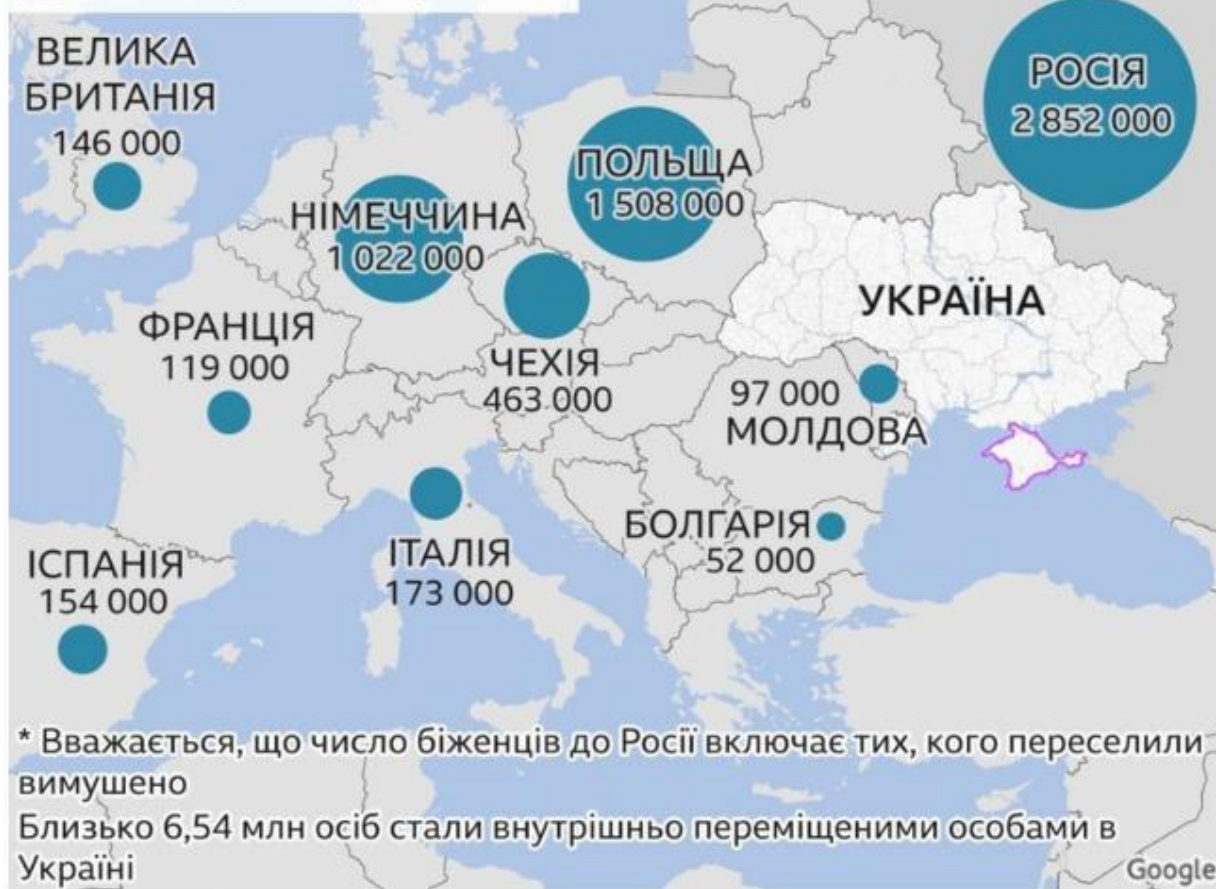 ВЕЛИКА
БРИТАНІЯ
146 000
РОСІЯ
2 852 000
ПОЛЬЩА
1 508 000
НІМЕЧЧИНА
1 022 000
УКРАЇНА
ФРАНЦІЯ
119 000
ЧЕХІЯ
463 000
97 000
МОЛДОВА
БОЛГАРІЯ
52 000
ІТАЛІЯ
173 000
ІСПАНІЯ
154 000
* Вважається, що число біженців до Росії включає тих, кого переселили
вимушено
Близько 6,54 млн осіб стали внутрішньо переміщеними особами в
Україні
Google